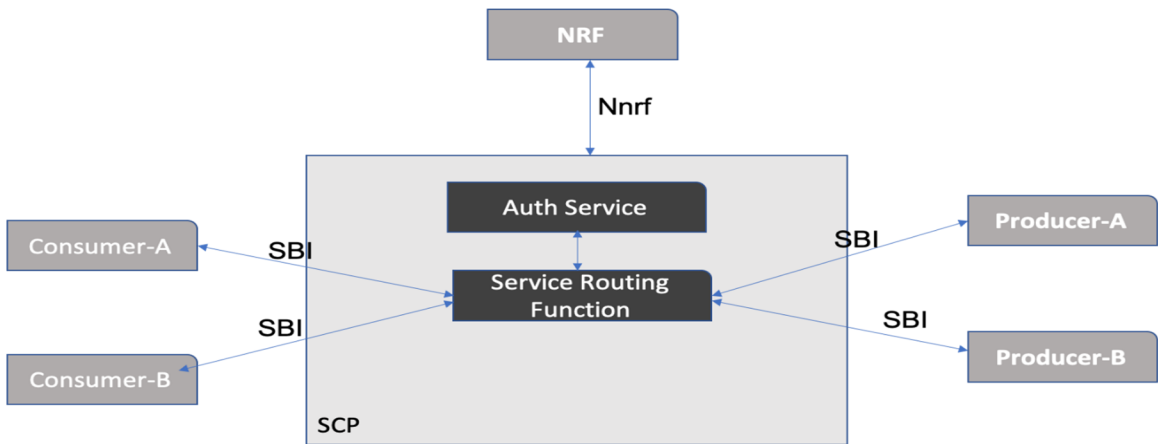 NRF
Nnrf
Auth Service
Consumer-A
SBI
SBI
Producer-A
Service Routing
Function
SBI
SBI
Consumer-B
Producer-B
SCP